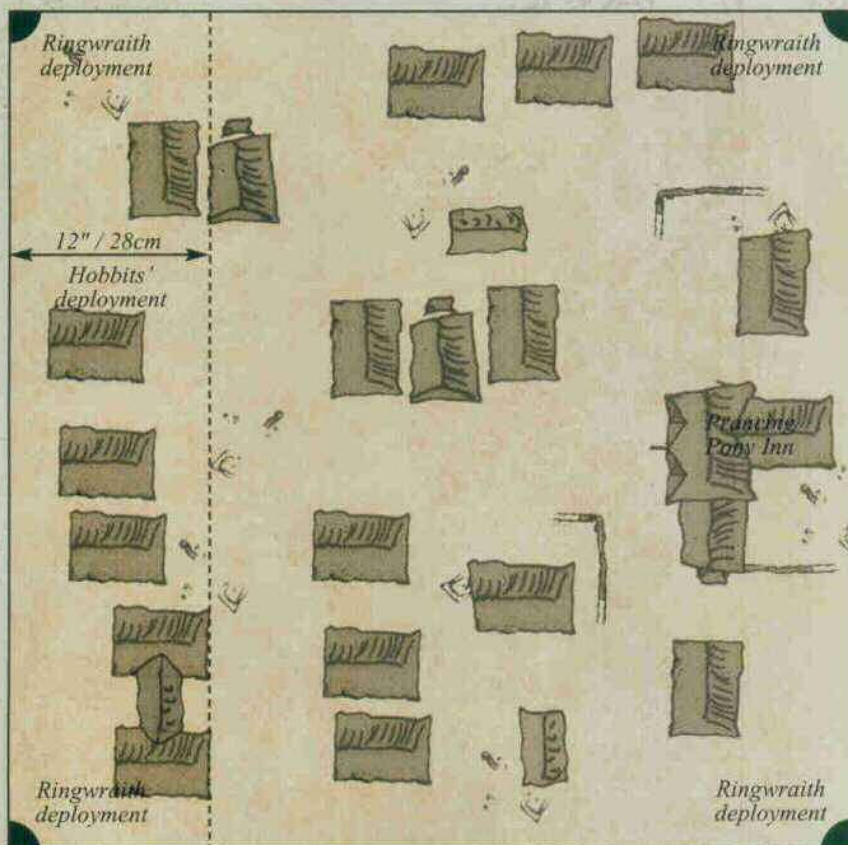 Ringwraith
deployment
Ringwraith
deployment
12" / 28cm
Hobbits'
deployment
Prancing
Pony Inn
Ringwraith
deployment
Ringwraith
deployment